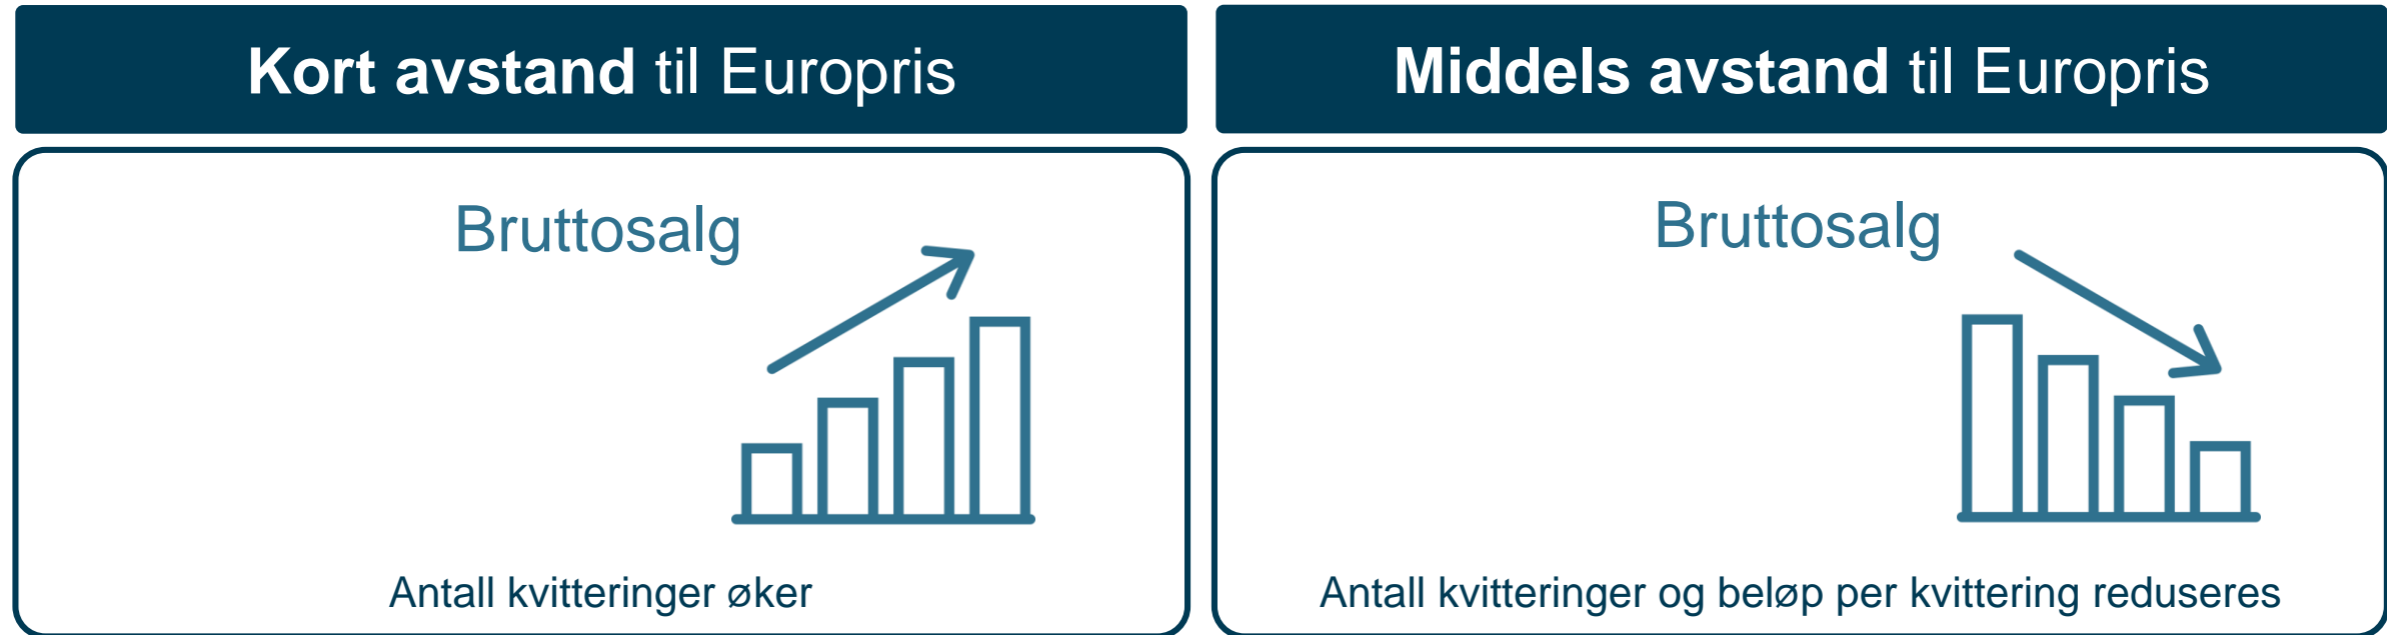 Kort avstand til Europris
Bruttosalg
Antall kvitteringer øker
Middels avstand til Europris
Bruttosalg
Antall kvitteringer og beløp per kvittering reduseres